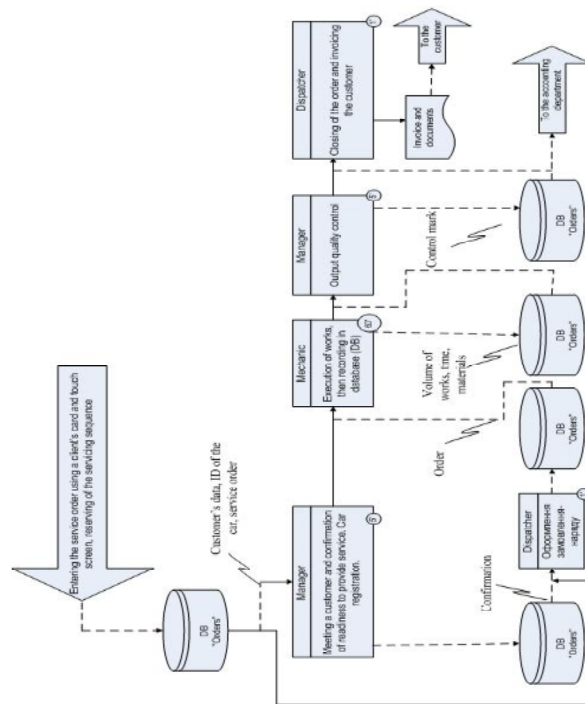 Entering the service order using a client's card and touch
screen, reserving of the servicing sequence
DB
"Orders"
Customer's data, ID of the
car, service order
Manager
Meeting a customer and confirmation
of readiness to provide service, Car
registration.
Confirmation
DB
"Orders"
Dispatcher
Оформлення
замовлення-
наряду
DB
"Orders"
Order
Mechanic
Execution of works,
then recording in
database (DB)
67
Volume of
works, time,
materials
DB
"Orders"
Manager
Output quality control
5
Control mark
DB
"Orders"
Dispatcher
Closing of the order and invoicing
the customer
Invoice and
documents
To the
customer
To the accounting
department